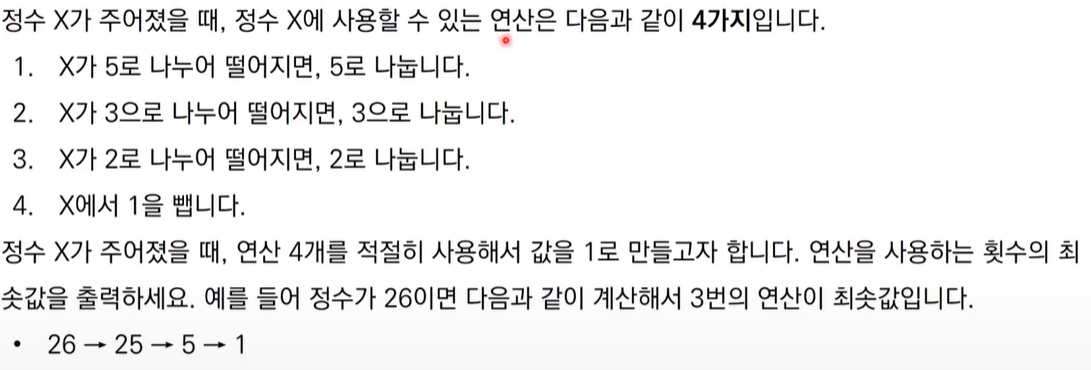 정수 X가 주어졌을 때, 정수 X에 사용할 수 있는 연산은 다음과 같이 4가지입니다.
1. X가 5로 나누어 떨어지면, 5로 나눕니다.
2. X가 3으로 나누어 떨어지면, 3으로 나눕니다.
3. X가 2로 나누어 떨어지면, 2로 나눕니다.
4. X에서 1을 뺍니다.
정수 X가 주어졌을 때, 연산 4개를 적절히 사용해서 값을 1로 만들고자 합니다. 연산을 사용하는 횟수의 최
솟값을 출력하세요. 예를 들어 정수가 26이면 다음과 같이 계산해서 3번의 연산이 최솟값입니다.
• 26 → 25 → 5 → 1